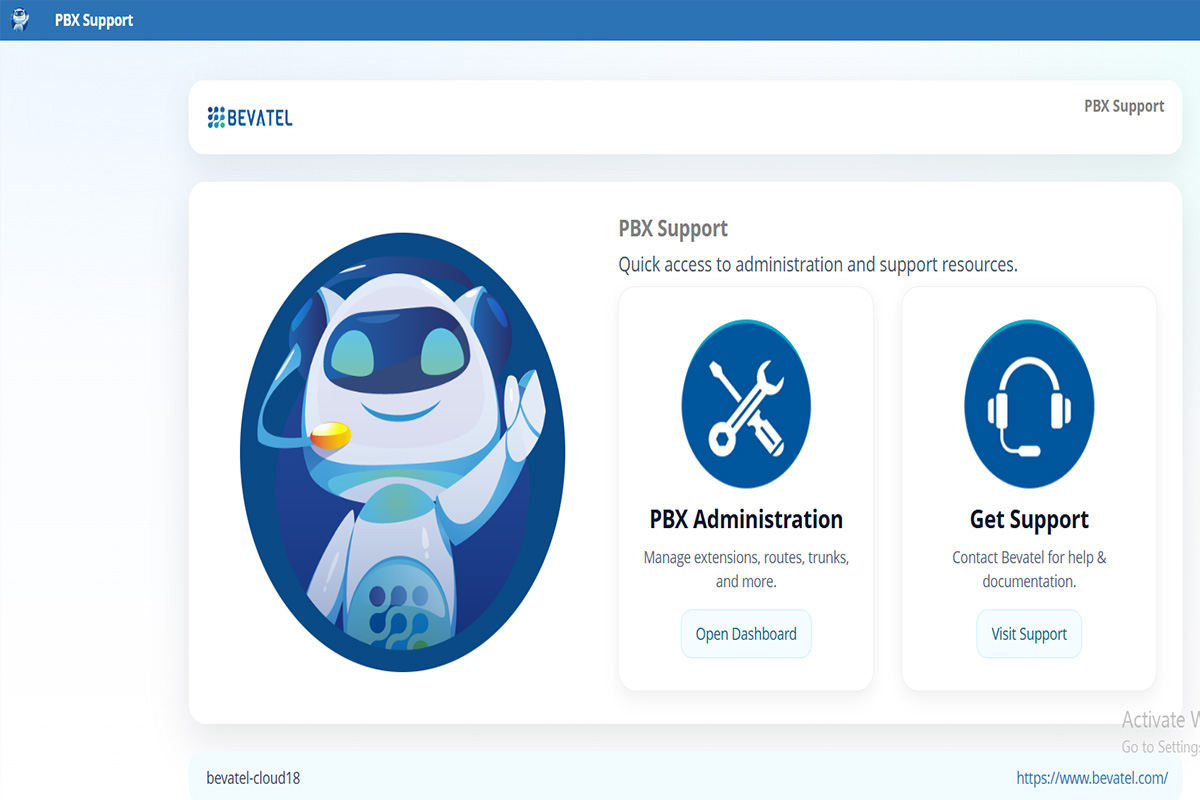 PBX Support
BEVATEL
PBX Support
PBX Support
Quick access to administration and support resources.
PBX Administration
Manage extensions, routes, trunks,
and more.
Open Dashboard
Get Support
Contact Bevatel for help &
documentation.
Visit Support
Activate W
Go to Settings
bevatel-cloud18
https://www.bevatel.com/